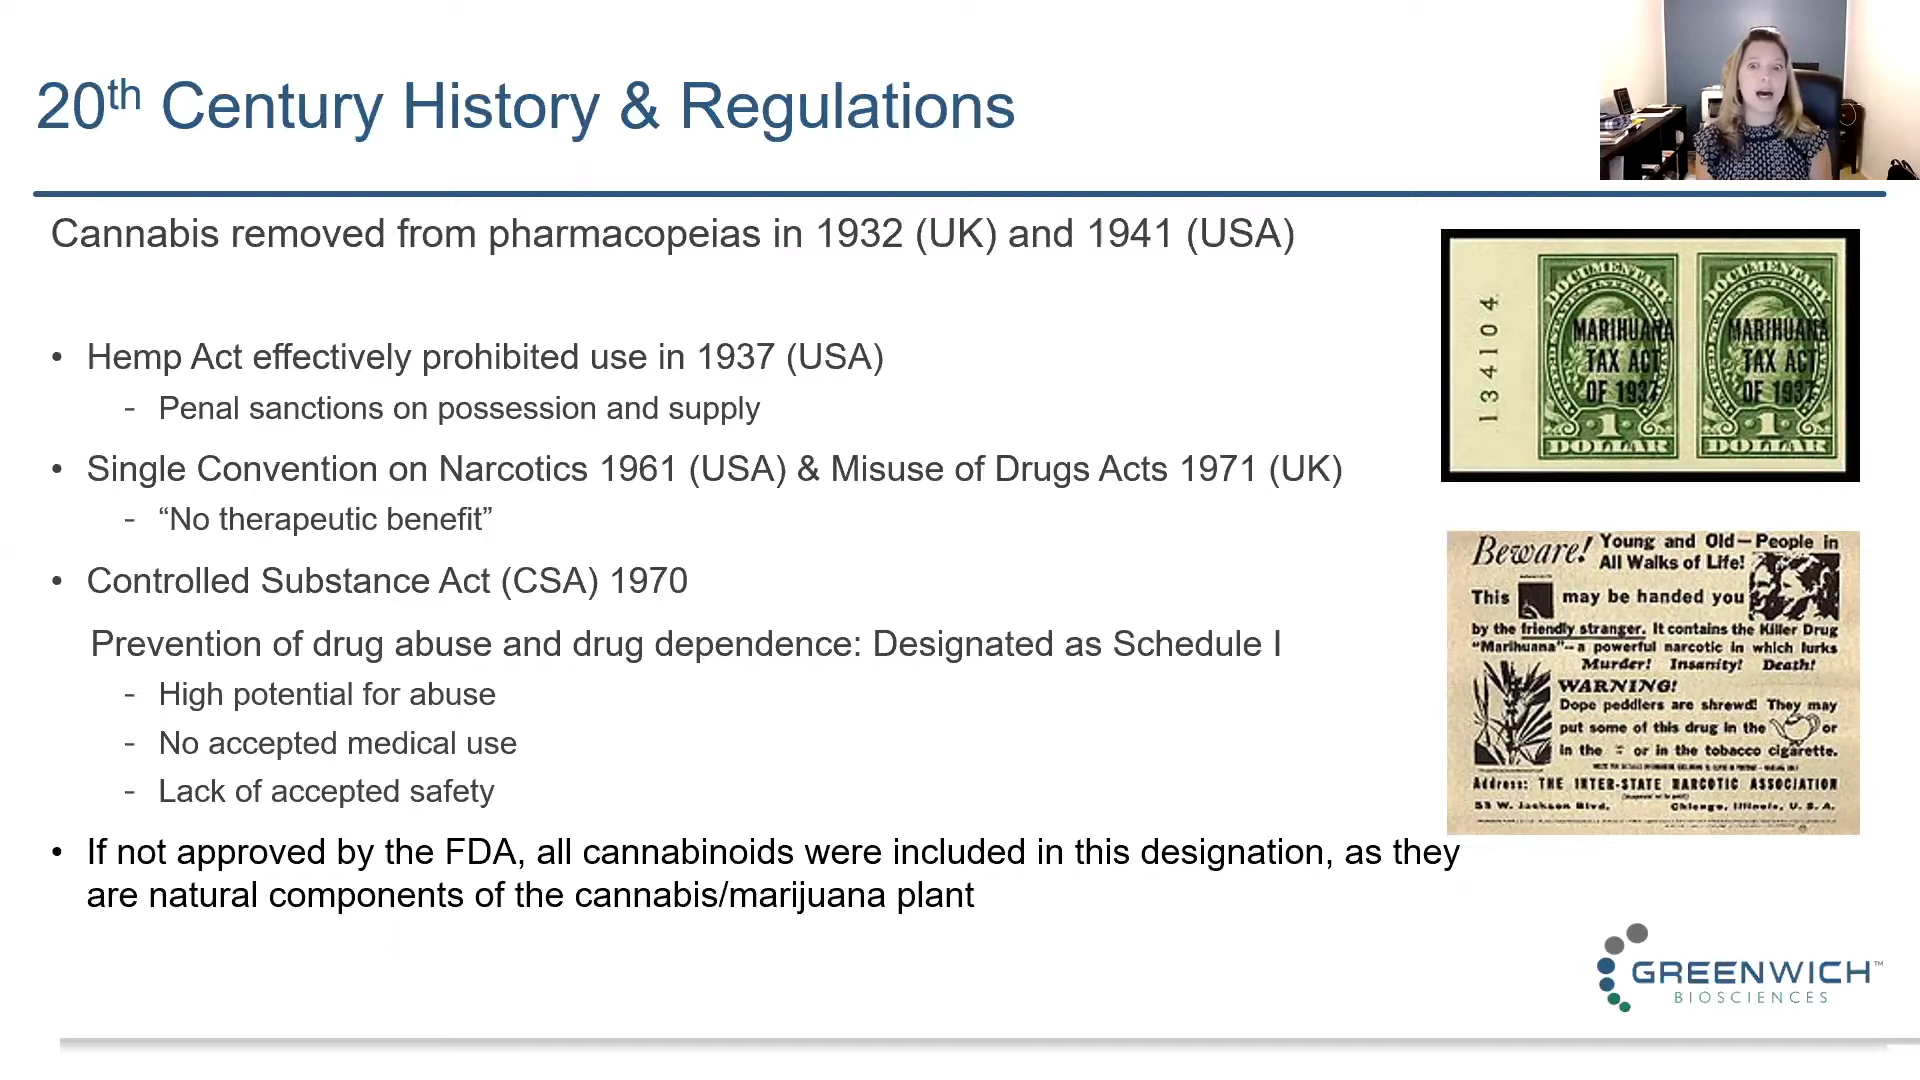 20th Century History & Regulations
Cannabis removed from pharmacopeias in 1932 (UK) and 1941 (USA)
• Hemp Act effectively prohibited use in 1937 (USA)
- Penal sanctions on possession and supply
• Single Convention on Narcotics 1961 (USA) & Misuse of Drugs Acts 1971 (UK)
- “No therapeutic benefit”
• Controlled Substance Act (CSA) 1970
Prevention of drug abuse and drug dependence: Designated as Schedule I
- High potential for abuse
- No accepted medical use
- Lack of accepted safety
• If not approved by the FDA, all cannabinoids were included in this designation, as they
are natural components of the cannabis/marijuana plant
134104
DOCUMENTARY
MARIHUANA
TAX ACT
OF 1937
1
DOLLAR
DOCUMENTARY
MARIHUANA
TAX ACT
OF 1937
1
DOLLAR
Beware! Young and Old—People in
All Walks of Life!
This may be handed you
by the friendly stranger. It contains the Killer Drug
"Marihuana"—a powerful narcotic in which lurks
Murder! Insanity! Death!
WARNING!
Dope peddlers are shrewd! They may
put some of this drug in the or
in the or in the tobacco cigarette.
Address: THE INTER-STATE NARCOTIC ASSOCIATION
53 W. Jackson Blvd. Chicago, Illinois, U. S. A.
GREENWICH™
BIOSCIENCES